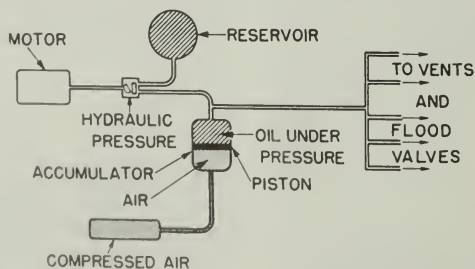 MOTOR
RESERVOIR
TO VENTS
AND
FLOOD
VALVES
HYDRAULIC
PRESSURE
OIL UNDER
PRESSURE
ACCUMULATOR
PISTON
AIR
COMPRESSED AIR